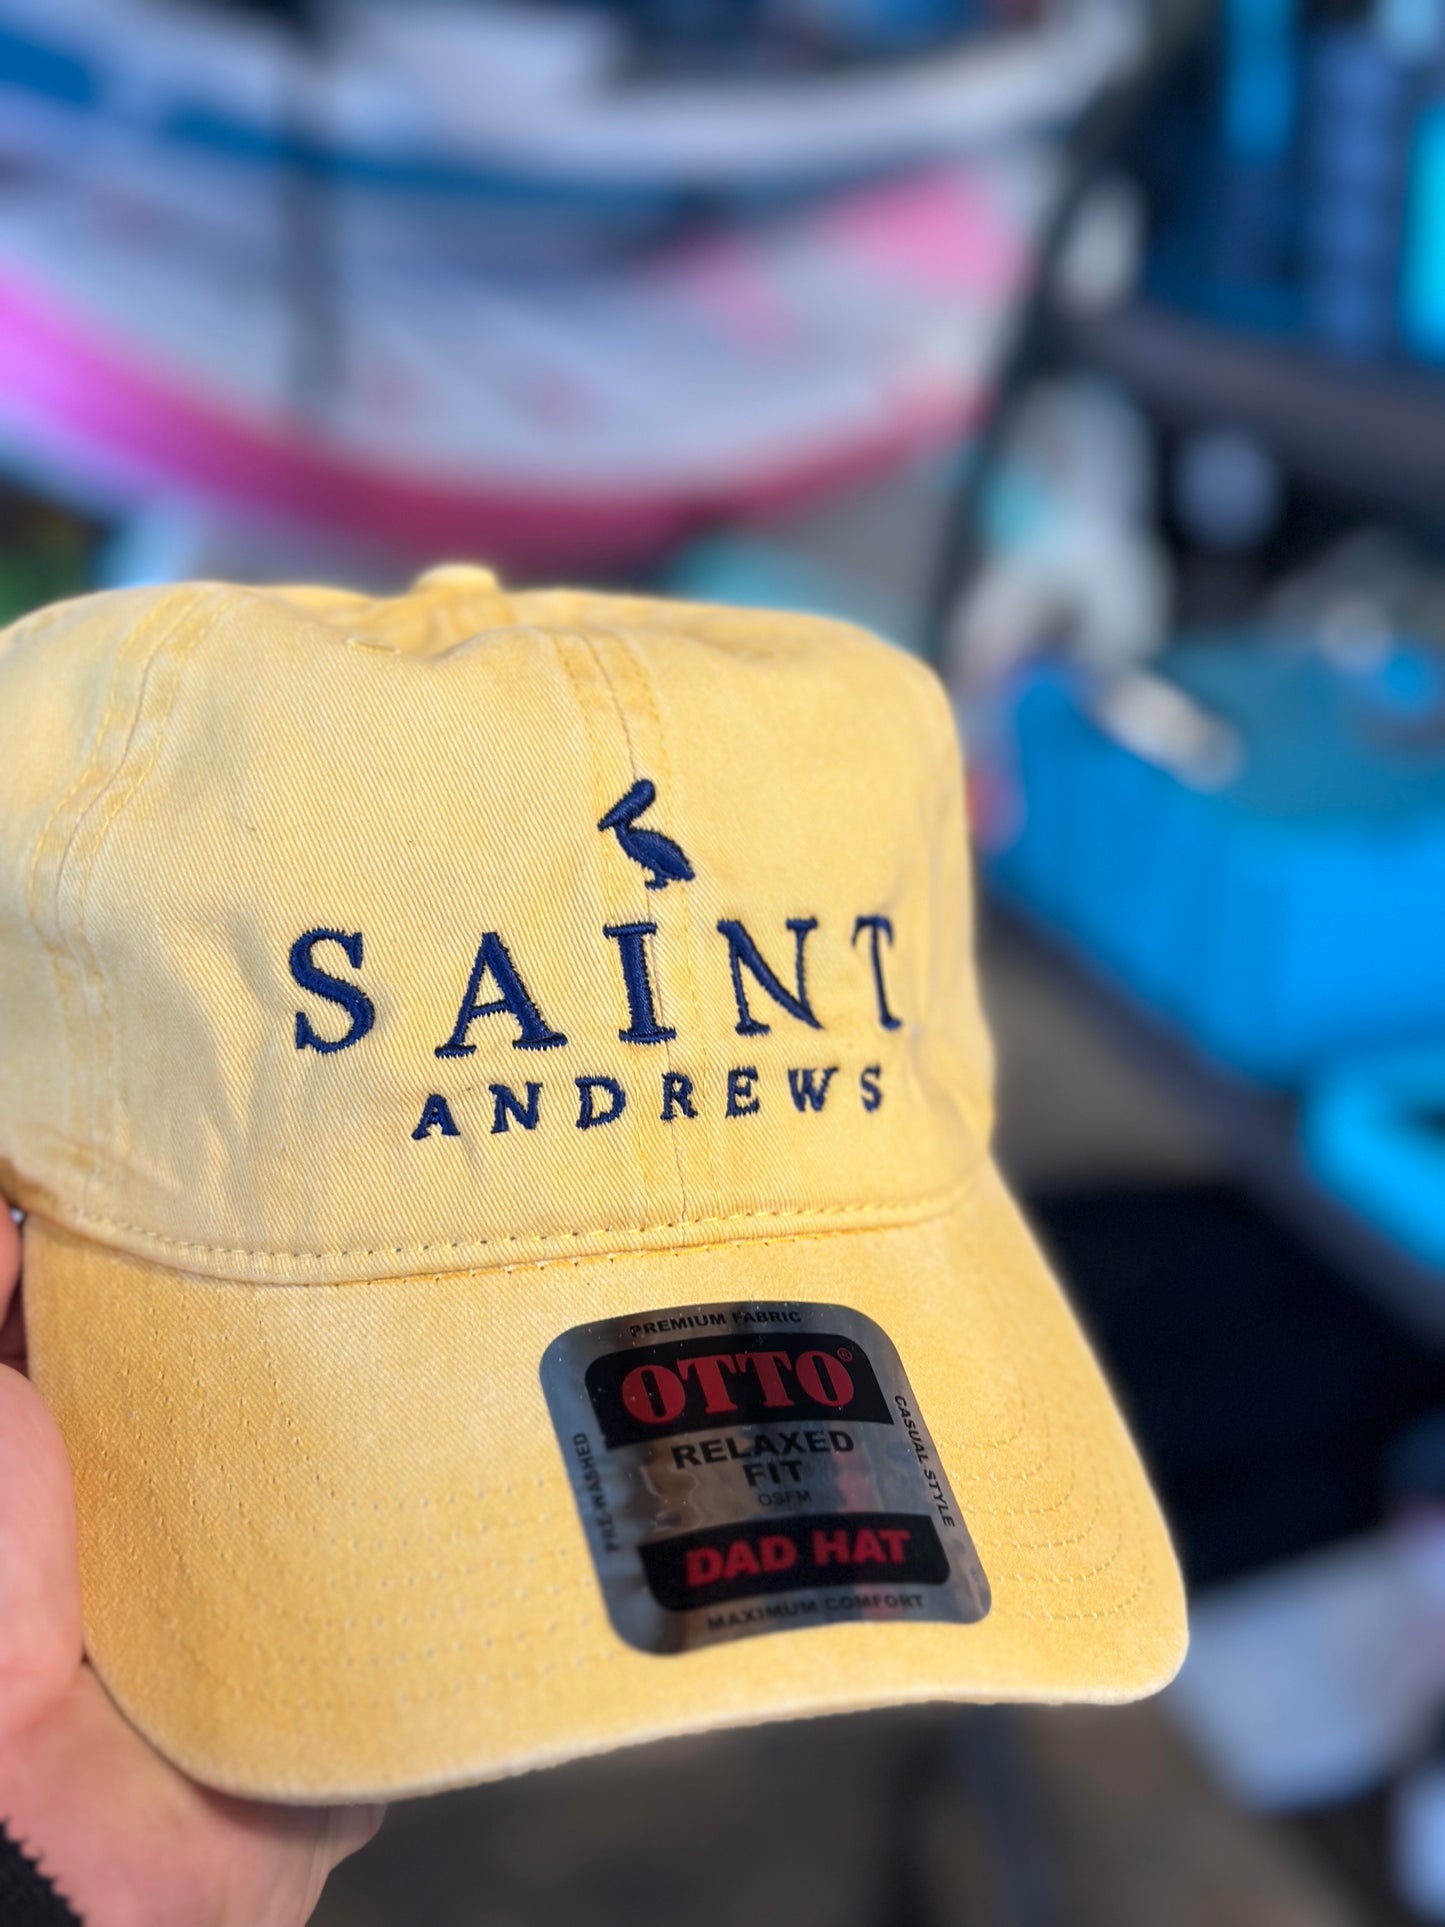 SAINT
ANDREWS
PREMIUM FABRIC
OTTO®
RELAXED
FIT
OSFM
PRE-WASHED
CASUAL STYLE
DAD HAT
MAXIMUM COMFORT